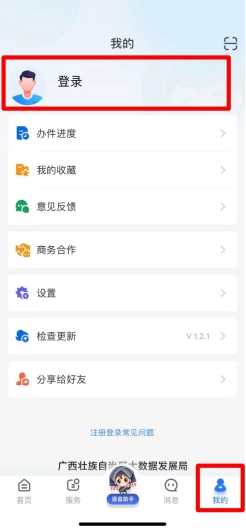 我的
登录
办件进度
我的收藏
意见反馈
商务合作
设置
检查更新 V 1.2.1
分享给好友
注册登录常见问题
广西壮族自治区大数据发展局
首页 服务 语音助手 消息 我的